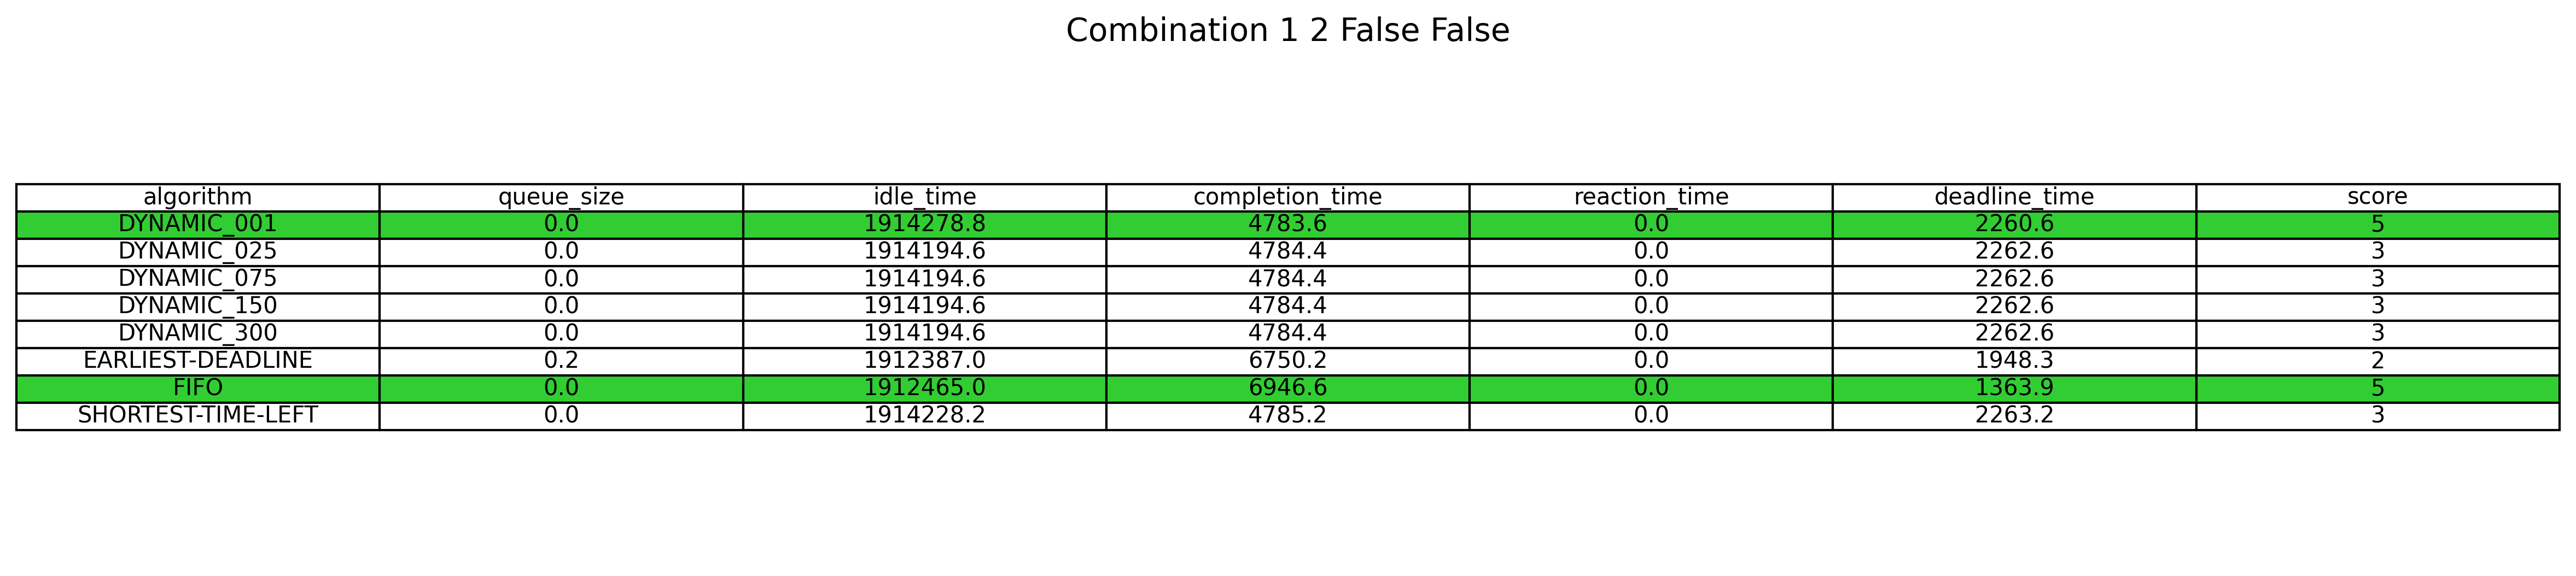 Combination 1 2 False False
algorithm queue_size idle_time completion_time reaction_time deadline_time score
DYNAMIC_001 0.0 1914278.8 4783.6 0.0 2260.6 5
DYNAMIC_025 0.0 1914194.6 4784.4 0.0 2262.6 3
DYNAMIC_075 0.0 1914194.6 4784.4 0.0 2262.6 3
DYNAMIC_150 0.0 1914194.6 4784.4 0.0 2262.6 3
DYNAMIC_300 0.0 1914194.6 4784.4 0.0 2262.6 3
EARLIEST-DEADLINE 0.2 1912387.0 6750.2 0.0 1948.3 2
FIFO 0.0 1912465.0 6946.6 0.0 1363.9 5
SHORTEST-TIME-LEFT 0.0 1914228.2 4785.2 0.0 2263.2 3